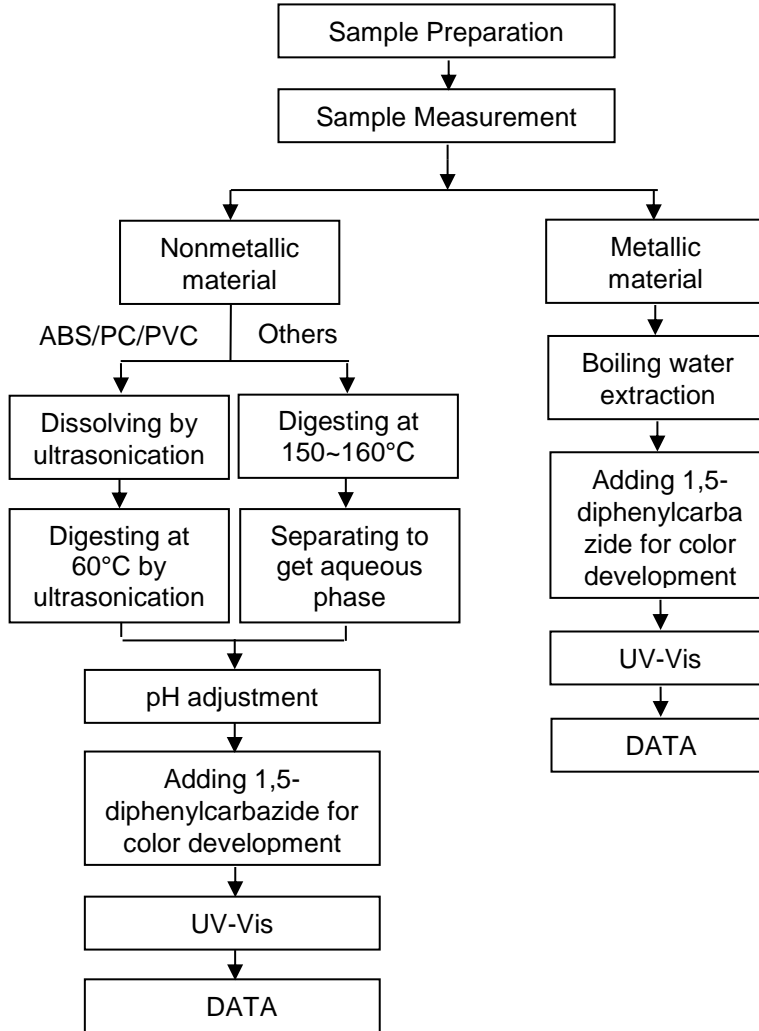 Sample Preparation
Sample Measurement
Nonmetallic
material
Metallic
material
ABS/PC/PVC
Others
Boiling water
extraction
Dissolving by
ultrasonication
Digesting at
150~160°C
Adding 1,5-
diphenylcarba
zide for color
development
Digesting at
60°C by
ultrasonication
Separating to
get aqueous
phase
UV-Vis
pH adjustment
DATA
Adding 1,5-
diphenylcarbazide for
color development
UV-Vis
DATA